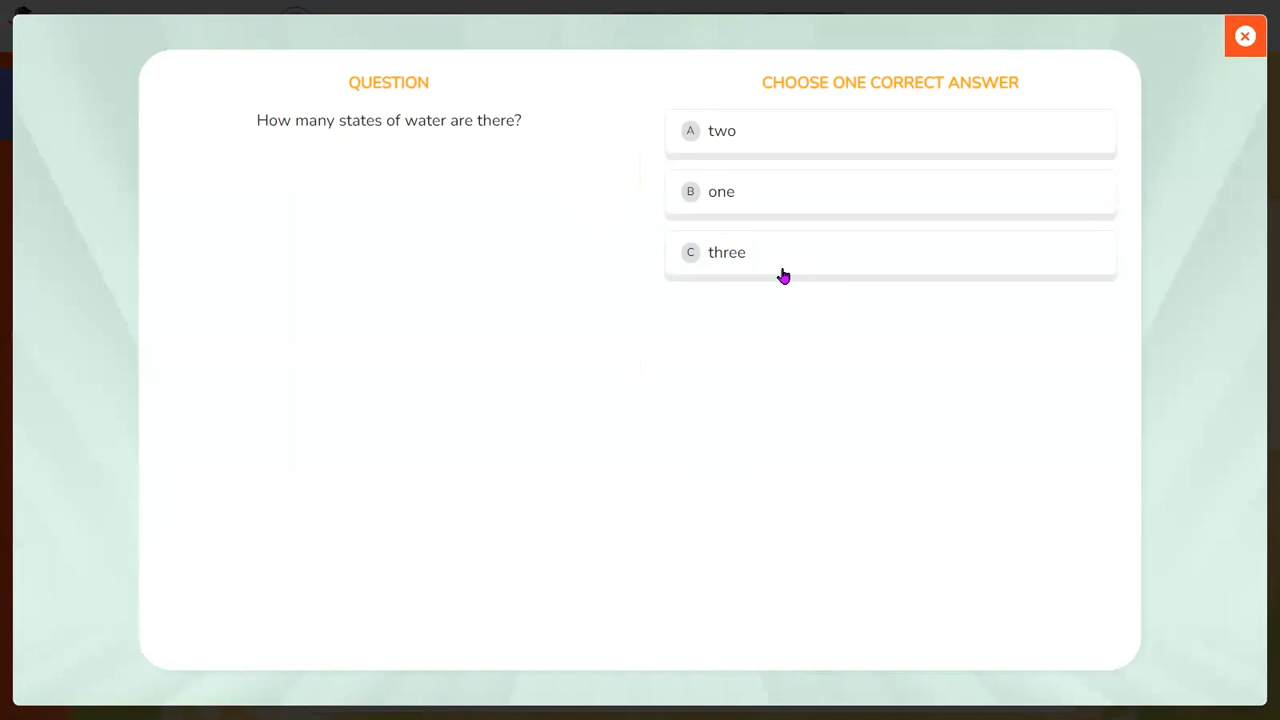 QUESTION
How many states of water are there?
CHOOSE ONE CORRECT ANSWER
A two
B one
C three